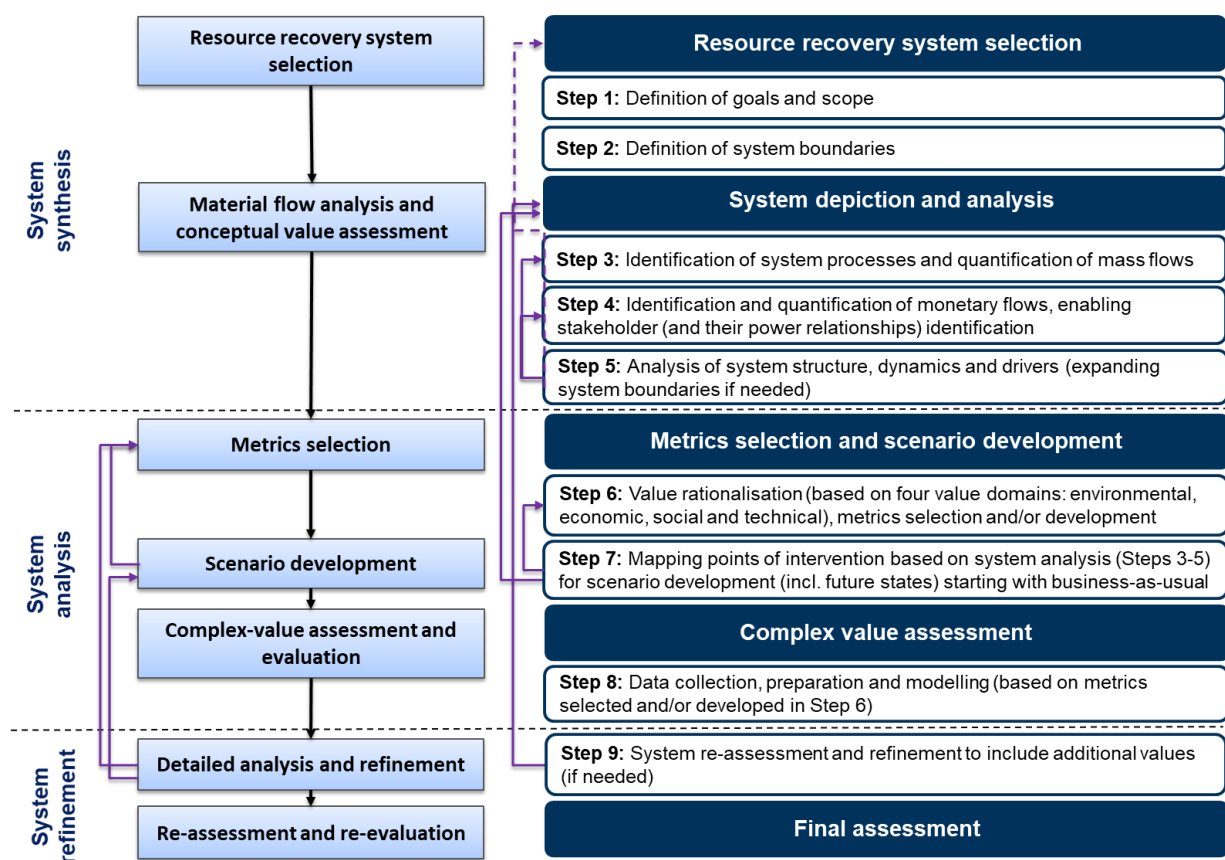 System
synthesis
Resource recovery system
selection
Material flow analysis and
conceptual value assessment
System
analysis
Metrics selection
Scenario development
Complex-value assessment and
evaluation
System
refinement
Detailed analysis and refinement
Re-assessment and re-evaluation
Resource recovery system selection
Step 1: Definition of goals and scope
Step 2: Definition of system boundaries
System depiction and analysis
Step 3: Identification of system processes and quantification of mass flows
Step 4: Identification and quantification of monetary flows, enabling
stakeholder (and their power relationships) identification
Step 5: Analysis of system structure, dynamics and drivers (expanding
system boundaries if needed)
Metrics selection and scenario development
Step 6: Value rationalisation (based on four value domains: environmental,
economic, social and technical), metrics selection and/or development
Step 7: Mapping points of intervention based on system analysis (Steps 3-5)
for scenario development (incl. future states) starting with business-as-usual
Complex value assessment
Step 8: Data collection, preparation and modelling (based on metrics
selected and/or developed in Step 6)
Step 9: System re-assessment and refinement to include additional values
(if needed)
Final assessment